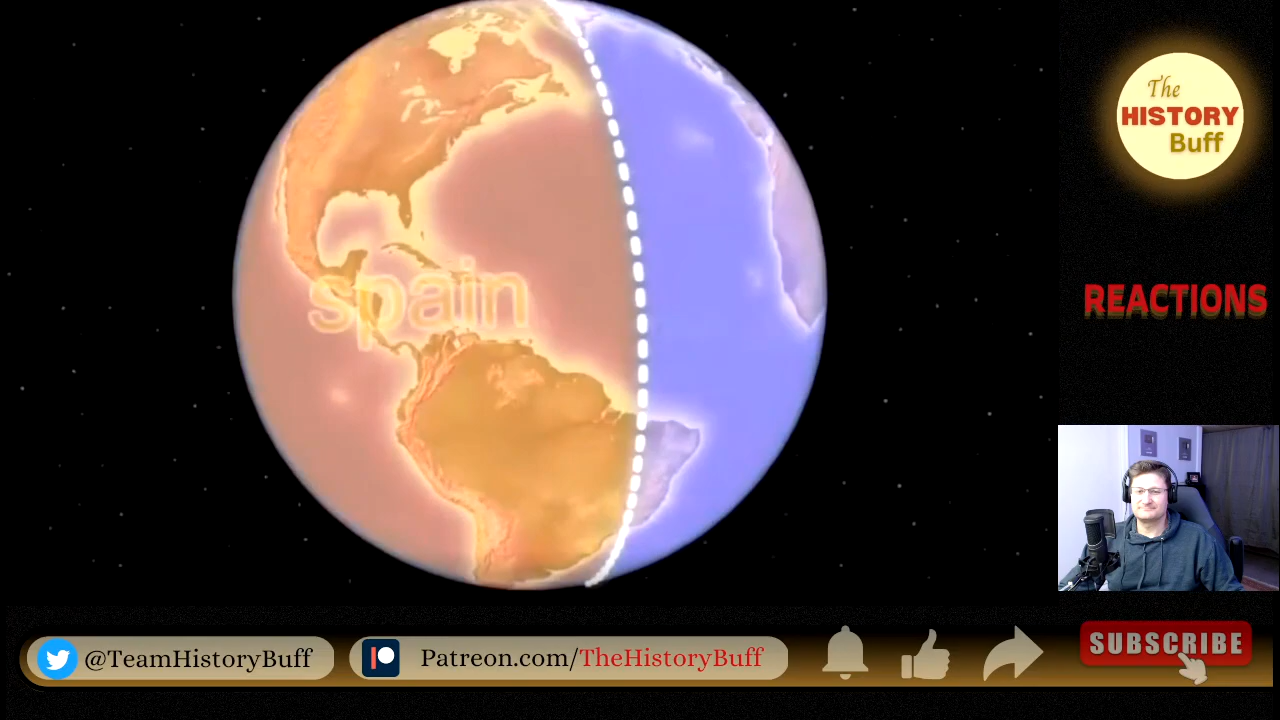 The
HISTORY
Buff
spain
REACTIONS
@TeamHistoryBuff
Patreon.com/TheHistoryBuff
SUBSCRIBE